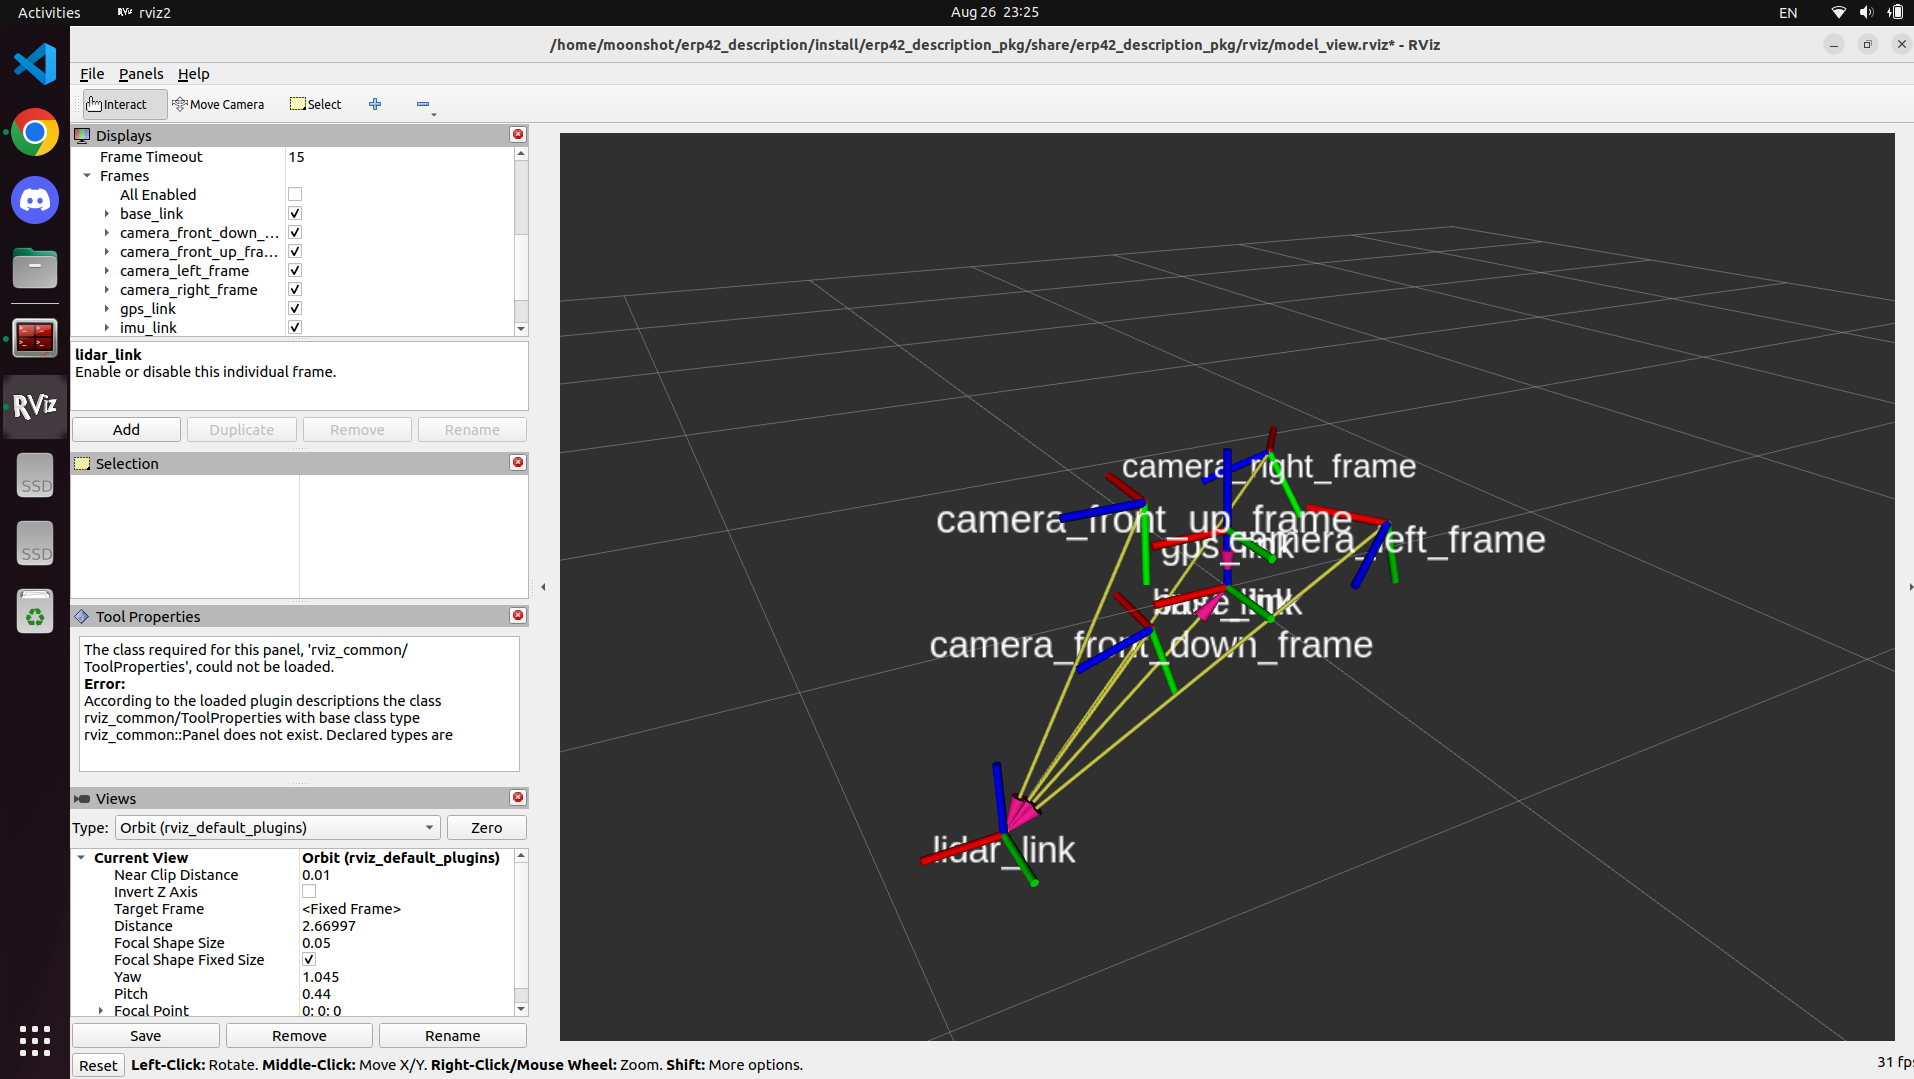 Activities
RViz rviz2
Aug 26 23:25
EN
/home/moonshot/erp42_description/install/erp42_description_pkg/share/erp42_description_pkg/rviz/model_view.rviz* - RViz
File Panels Help
Interact Move Camera Select
Displays
Frame Timeout 15
Frames
All Enabled
base_link
camera_front_down_...
camera_front_up_fra...
camera_left_frame
camera_right_frame
gps_link
imu_link
lidar_link
Enable or disable this individual frame.
Add Duplicate Remove Rename
RViz
SSD
SSD
Selection
Tool Properties
The class required for this panel, 'rviz_common/
ToolProperties', could not be loaded.
Error:
According to the loaded plugin descriptions the class
rviz_common/ToolProperties with base class type
rviz_common::Panel does not exist. Declared types are
Views
Type: Orbit (rviz_default_plugins) Zero
Current View Orbit (rviz_default_plugins)
Near Clip Distance 0.01
Invert Z Axis
Target Frame <Fixed Frame>
Distance 2.66997
Focal Shape Size 0.05
Focal Shape Fixed Size
Yaw 1.045
Pitch 0.44
Focal Point 0; 0; 0
Save Remove Rename
Reset Left-Click: Rotate. Middle-Click: Move X/Y. Right-Click/Mouse Wheel: Zoom. Shift: More options.
31 fps
camera_right_frame
camera_front_up_frame
gps_link
camera_left_frame
base_link
camera_front_down_frame
lidar_link